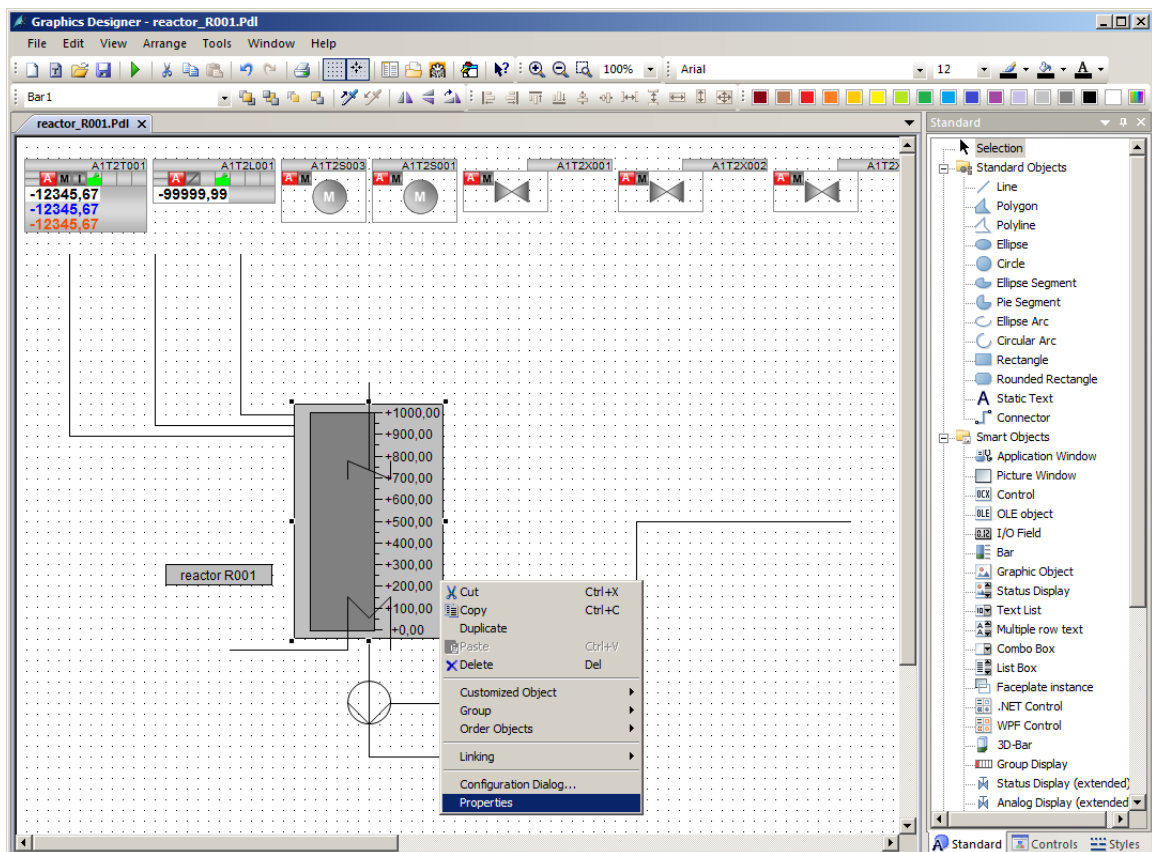 Graphics Designer - reactor_R001.Pdl
File Edit View Arrange Tools Window Help
100% Arial 12 A
Bar1
reactor_R001.Pdl X
A1T2T001 A1T2L001 A1T2S003 A1T2S001 A1T2X001 A1T2X002 A1T2X
A M I A A M A M A M A M A M
-12345,67 -99999,99 M M
-12345,67
-12345,67
+1000,00
+900,00
+800,00
+700,00
+600,00
+500,00
+400,00
+300,00
+200,00
+100,00
+0,00
reactor R001
Cut Ctrl+X
Copy Ctrl+C
Duplicate
Paste Ctrl+V
Delete Del
Customized Object
Group
Order Objects
Linking
Configuration Dialog...
Properties
Standard
Selection
Standard Objects
Line
Polygon
Polyline
Ellipse
Circle
Ellipse Segment
Pie Segment
Ellipse Arc
Circular Arc
Rectangle
Rounded Rectangle
A Static Text
Connector
Smart Objects
Application Window
Picture Window
OCX Control
OLE OLE object
0.12 I/O Field
Bar
Graphic Object
Status Display
Text List
Multiple row text
Combo Box
List Box
Faceplate instance
.NET Control
WPF Control
3D-Bar
Group Display
Status Display (extended)
Analog Display (extended
Standard Controls Styles